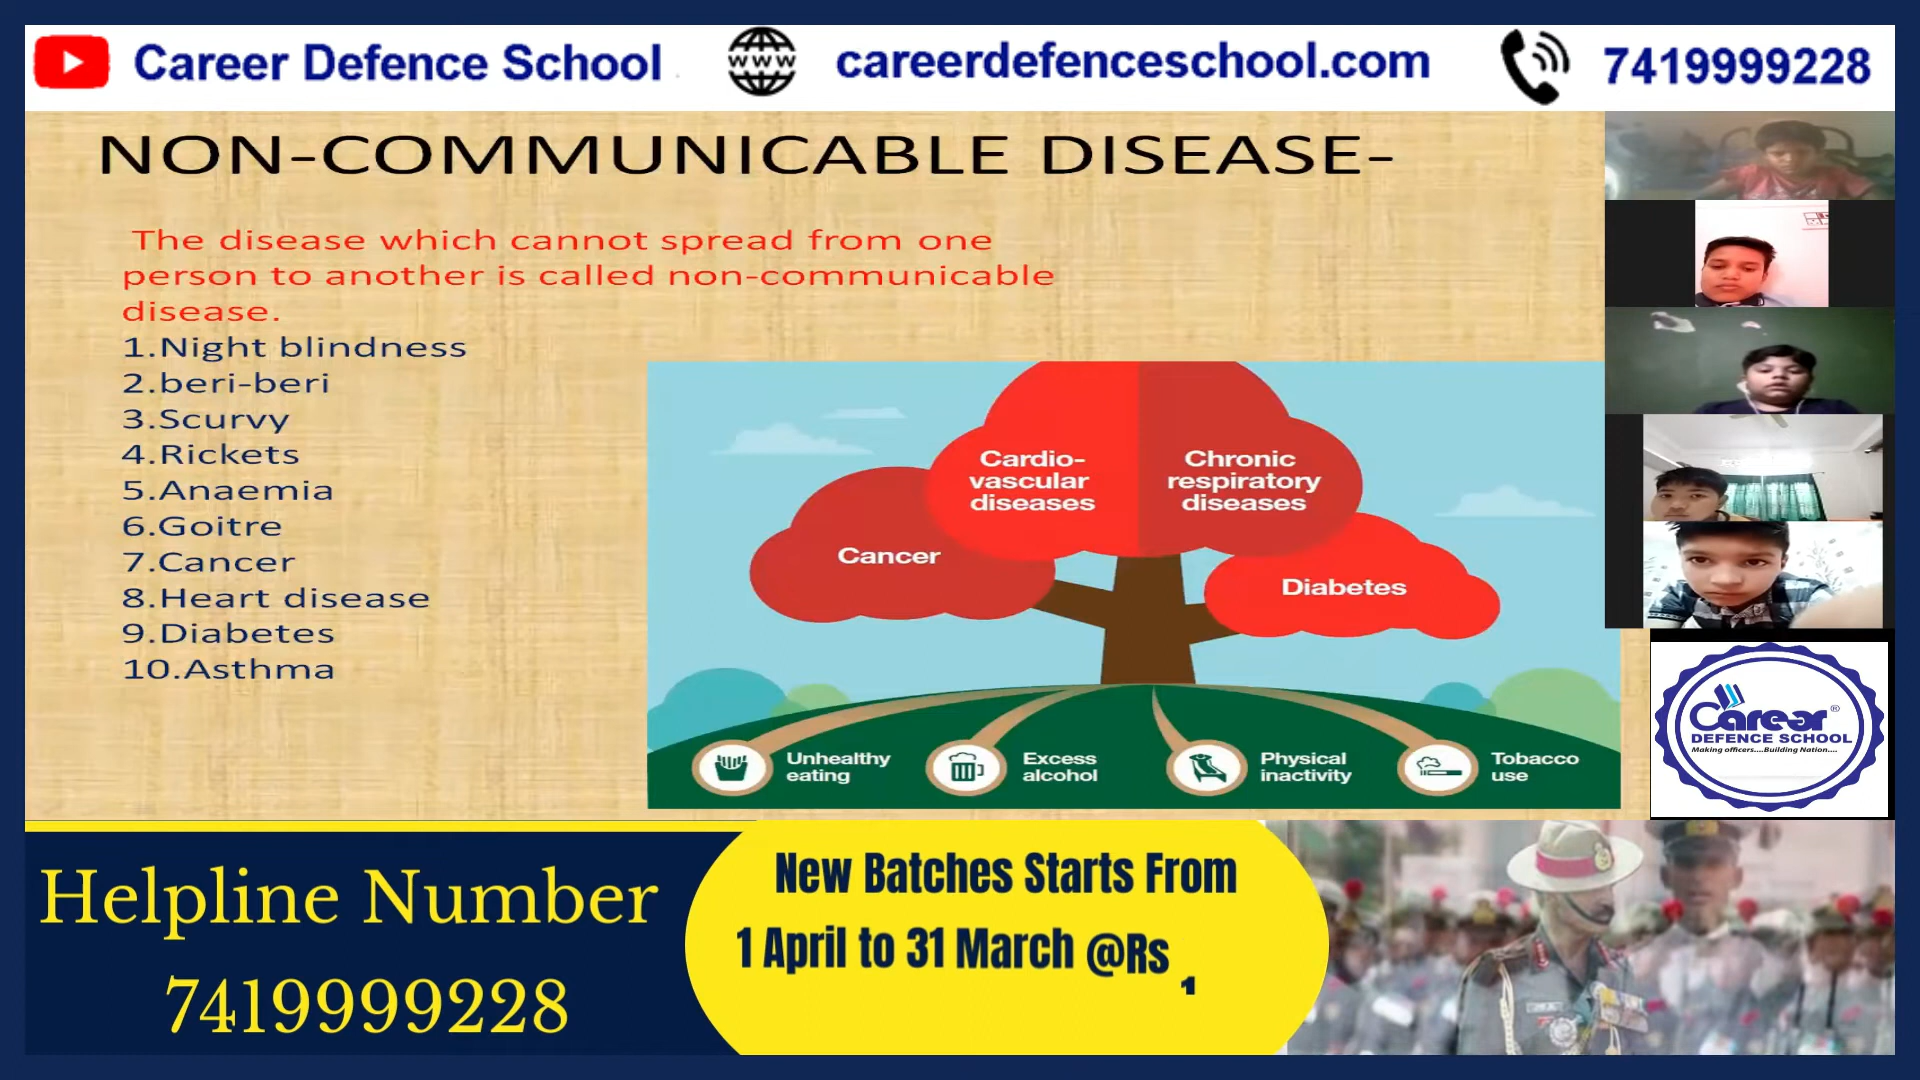 Career Defence School
www
careerdefenceschool.com
7419999228
NON-COMMUNICABLE DISEASE-
The disease which cannot spread from one
person to another is called non-communicable
disease.
1.Night blindness
2.beri-beri
3.Scurvy
4.Rickets
5.Anaemia
6.Goitre
7.Cancer
8.Heart disease
9.Diabetes
10.Asthma
Cardio-
vascular
diseases
Chronic
respiratory
diseases
Cancer
Diabetes
Unhealthy
eating
Excess
alcohol
Physical
inactivity
Tobacco
use
Career ®
DEFENCE SCHOOL
Making officers....Building Nation....
Helpline Number
7419999228
New Batches Starts From
1 April to 31 March @Rs
1